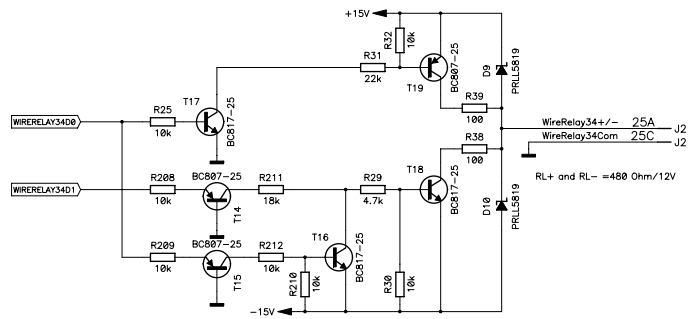 +15V
R32
10k
R31
22k
BC807-25
T19
D9
PRLL5819
R39
100
T17
BC817-25
R25
10k
WIRERELAY34D0
WireRelay34+/- 25A J2
WireRelay34Com 25C J2
R38
100
RL+ and RL- =480 Ohm/12V
WIRERELAY34D1
R208
10k
BC807-25
T14
R211
18k
R29
4.7k
T18
BC817-25
D10
PRLL5819
R209
10k
BC807-25
T15
R212
10k
T16
BC817-25
R210
10k
R30
10k
-15V